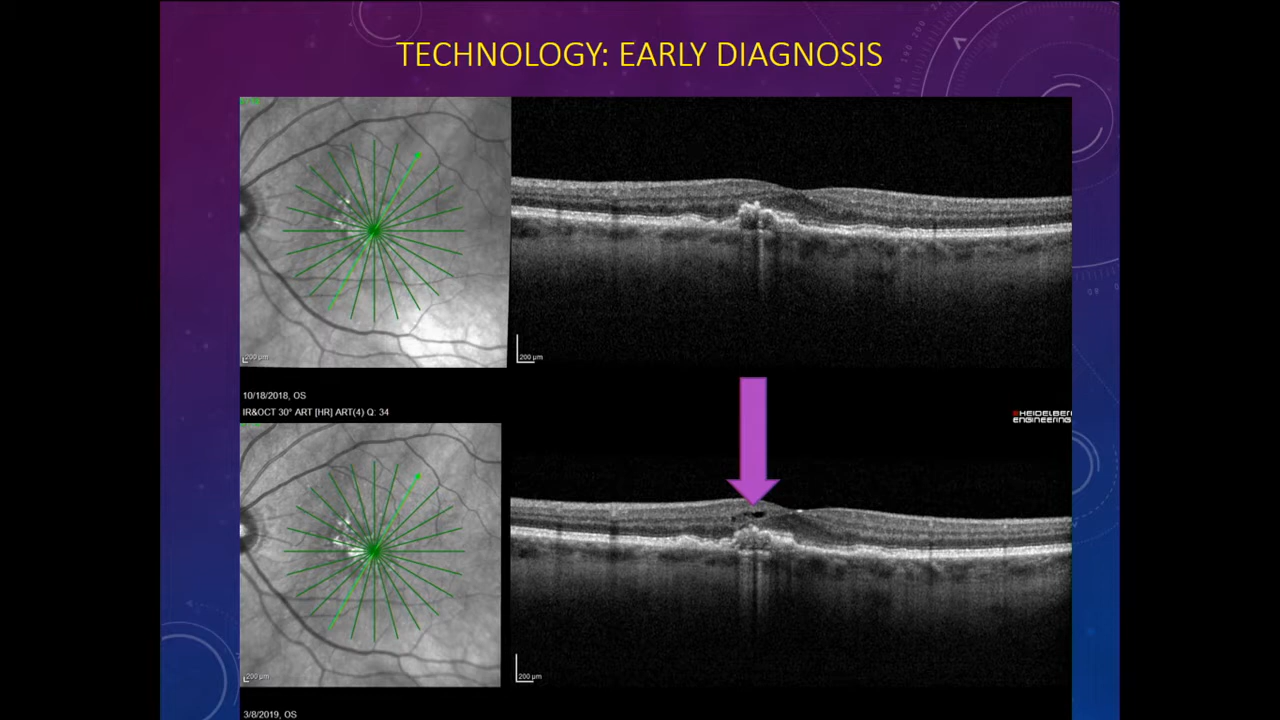 TECHNOLOGY: EARLY DIAGNOSIS
200 µm
200 µm
10/18/2018, OS
IR&OCT 30° ART [HR] ART(4) Q: 34
HEIDELBERG
ENGINEERING
200 µm
200 µm
3/8/2019, OS